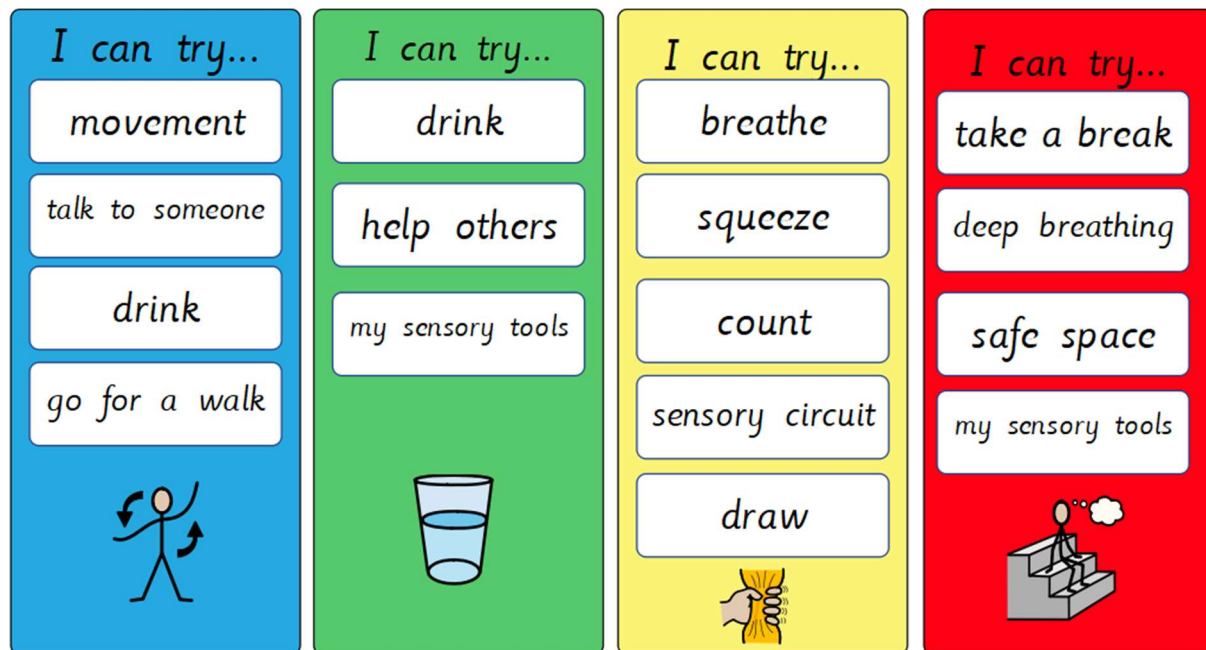 I can try...
movement
talk to someone
drink
go for a walk
I can try...
drink
help others
my sensory tools
I can try...
breathe
squeeze
count
sensory circuit
draw
I can try...
take a break
deep breathing
safe space
my sensory tools